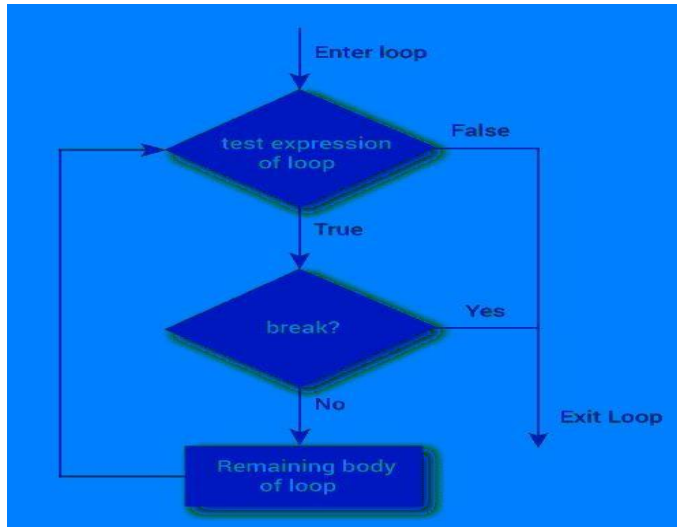 Enter loop
test expression
of loop
False
True
break?
Yes
No
Exit Loop
Remaining body
of loop